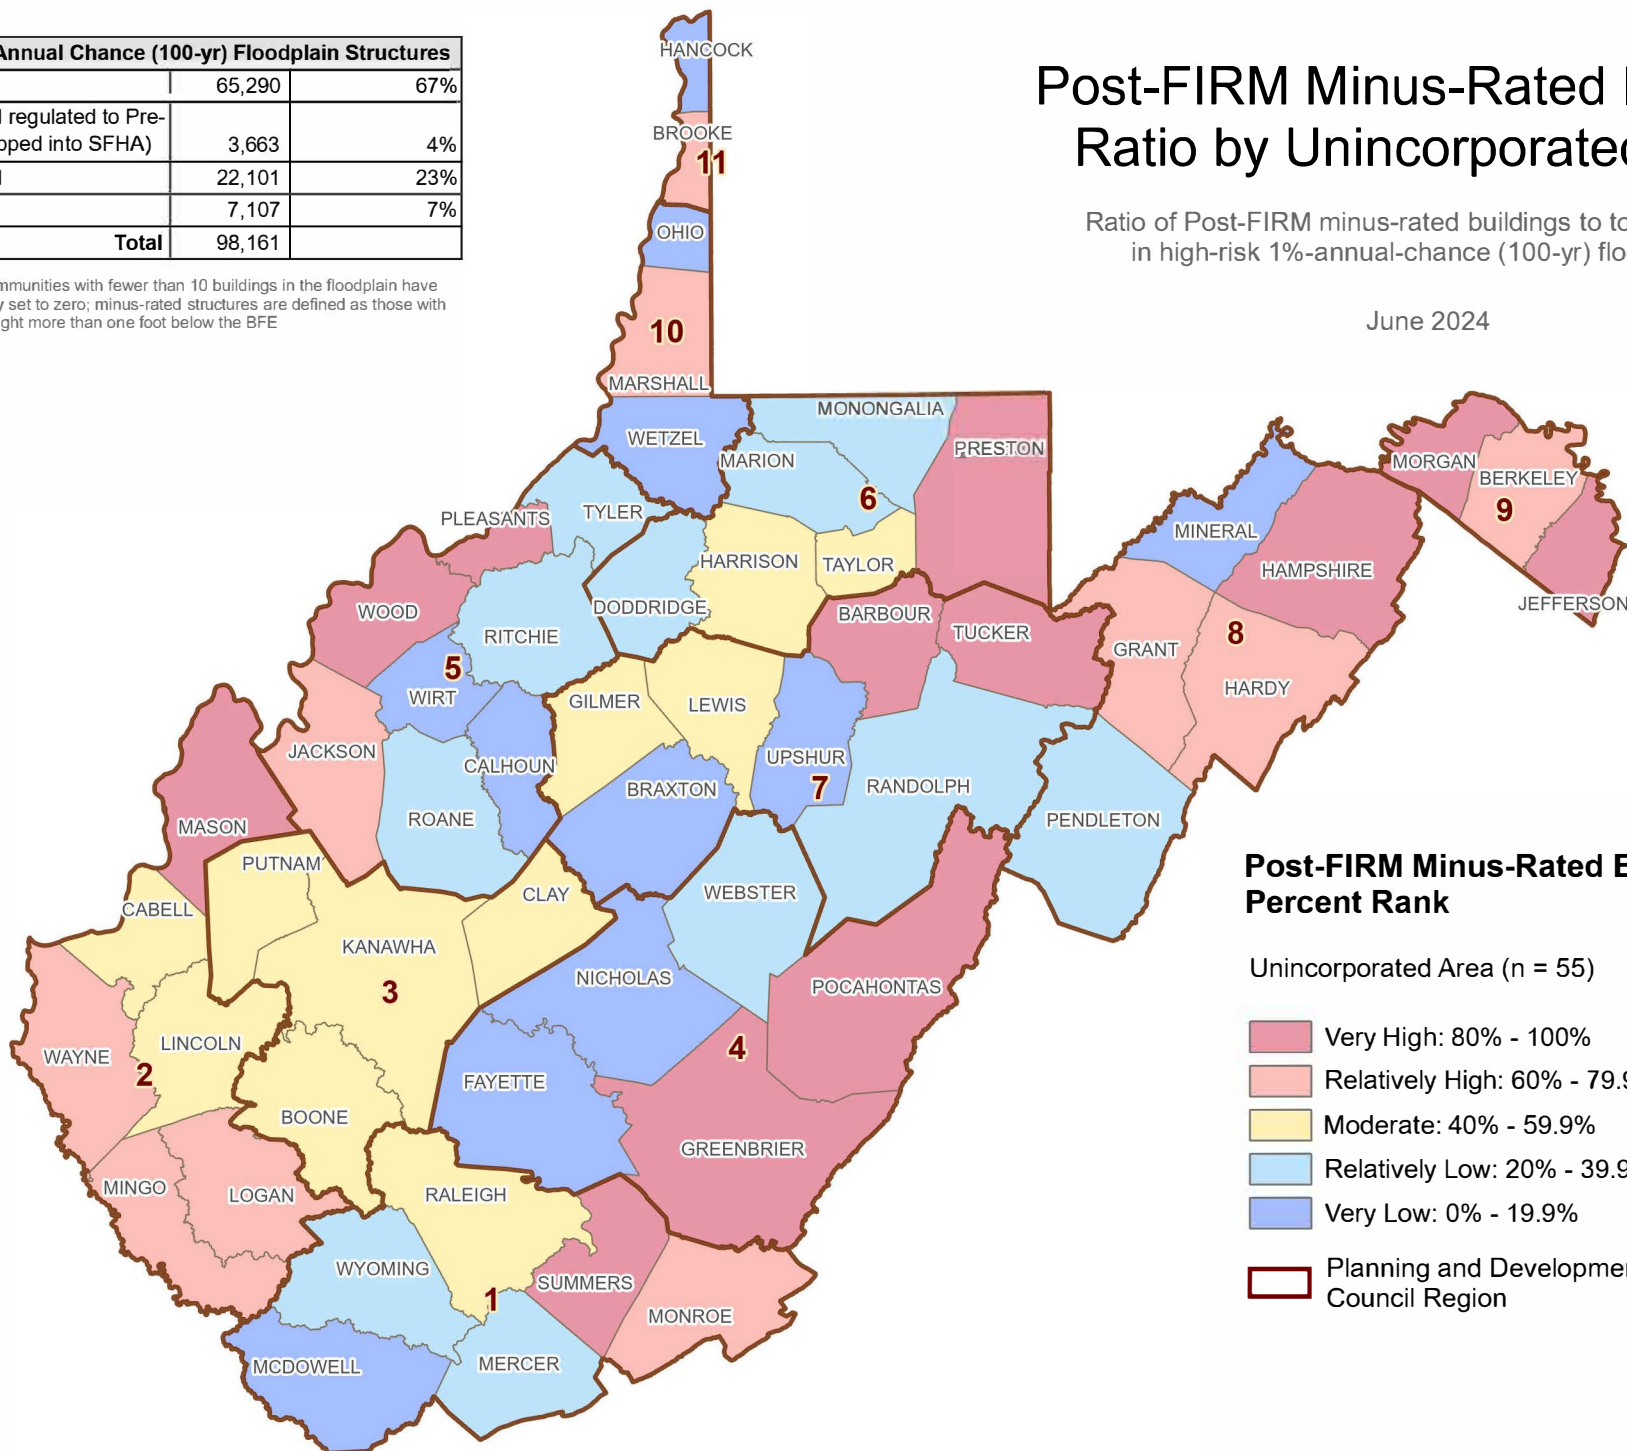 Annual Chance (100-yr) Floodplain Structures
65,290 67%
regulated to Pre-
pped into SFHA) 3,663 4%
22,101 23%
7,107 7%
Total 98,161
mmunities with fewer than 10 buildings in the floodplain have
y set to zero; minus-rated structures are defined as those with
ght more than one foot below the BFE
Post-FIRM Minus-Rated
Ratio by Unincorporated
Ratio of Post-FIRM minus-rated buildings to to
in high-risk 1%-annual-chance (100-yr) flo
June 2024
HANCOCK
BROOKE
11
OHIO
10
MARSHALL
WETZEL
MONONGALIA
MARION
PRESTON
6
TYLER
PLEASANTS
HARRISON
TAYLOR
MORGAN
BERKELEY
9
MINERAL
HAMPSHIRE
JEFFERSON
WOOD
DODDRIDGE
RITCHIE
BARBOUR
TUCKER
GRANT
8
HARDY
5
WIRT
GILMER
LEWIS
JACKSON
CALHOUN
UPSHUR
7
BRAXTON
RANDOLPH
ROANE
MASON
PENDLETON
PUTNAM
CLAY
WEBSTER
CABELL
KANAWHA
3
NICHOLAS
POCAHONTAS
LINCOLN
WAYNE
2
4
FAYETTE
BOONE
GREENBRIER
MINGO
LOGAN
RALEIGH
WYOMING
1
SUMMERS
MONROE
MCDOWELL
MERCER
Post-FIRM Minus-Rated B
Percent Rank
Unincorporated Area (n = 55)
Very High: 80% - 100%
Relatively High: 60% - 79.9
Moderate: 40% - 59.9%
Relatively Low: 20% - 39.9
Very Low: 0% - 19.9%
Planning and Developme
Council Region